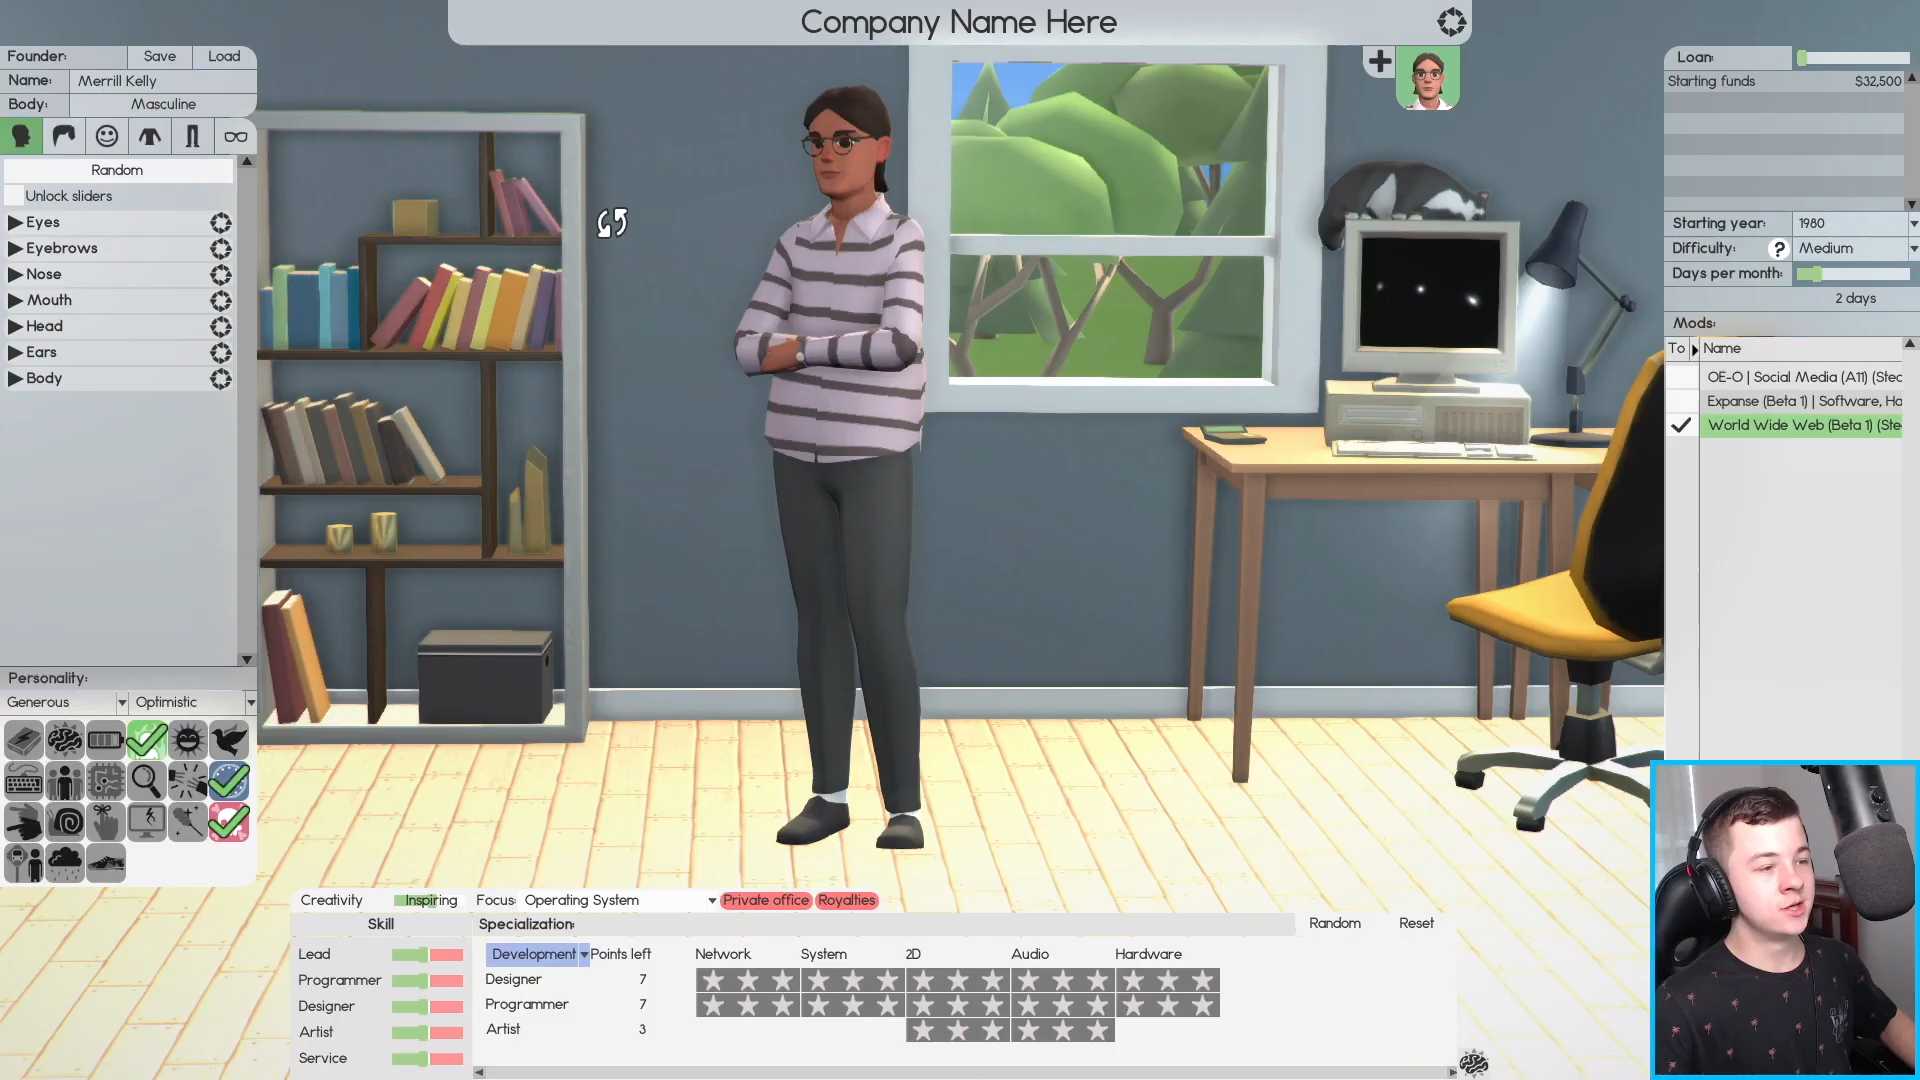 Company Name Here
Founder: Save Load
Name: Merrill Kelly
Body: Masculine
Random
Unlock sliders
Eyes
Eyebrows
Nose
Mouth
Head
Ears
Body
Personality:
Generous Optimistic
Loan:
Starting funds $32,500
Starting year: 1980
Difficulty: ? Medium
Days per month:
2 days
Mods:
To Name
OE-O | Social Media (A11) (Stea
Expanse (Beta 1) | Software, Ha
World Wide Web (Beta 1) (Ste
Creativity Inspiring Focus: Operating System Private office Royalties
Skill Specialization: Random Reset
Lead Development Points left Network System 2D Audio Hardware
Programmer Designer 7
Designer Programmer 7
Artist Artist 3
Service